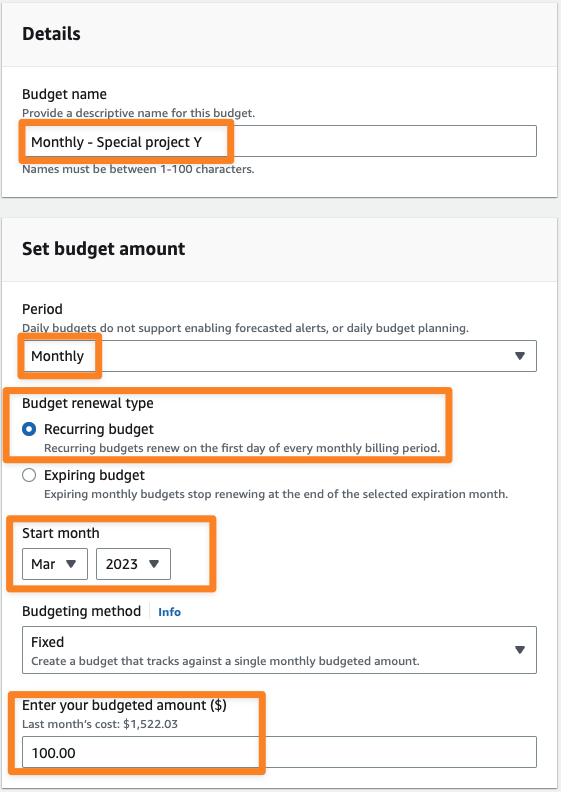 Details
Budget name
Provide a descriptive name for this budget.
Monthly - Special project Y
Names must be between 1-100 characters.
Set budget amount
Period
Daily budgets do not support enabling forecasted alerts, or daily budget planning.
Monthly
Budget renewal type
Recurring budget
Recurring budgets renew on the first day of every monthly billing period.
Expiring budget
Expiring monthly budgets stop renewing at the end of the selected expiration month.
Start month
Mar 2023
Budgeting method Info
Fixed
Create a budget that tracks against a single monthly budgeted amount.
Enter your budgeted amount ($)
Last month's cost: $1,522.03
100.00